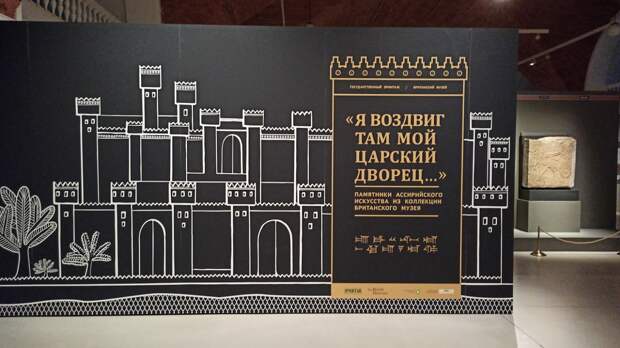 ГОСУДАРСТВЕННЫЙ ЭРМИТАЖ / БРИТАНСКИЙ МУЗЕЙ
«Я ВОЗДВИГ
ТАМ МОЙ
ЦАРСКИЙ
ДВОРЕЦ...»
ПАМЯТНИКИ АССИРИЙСКОГО
ИСКУССТВА ИЗ КОЛЛЕКЦИИ
БРИТАНСКОГО МУЗЕЯ